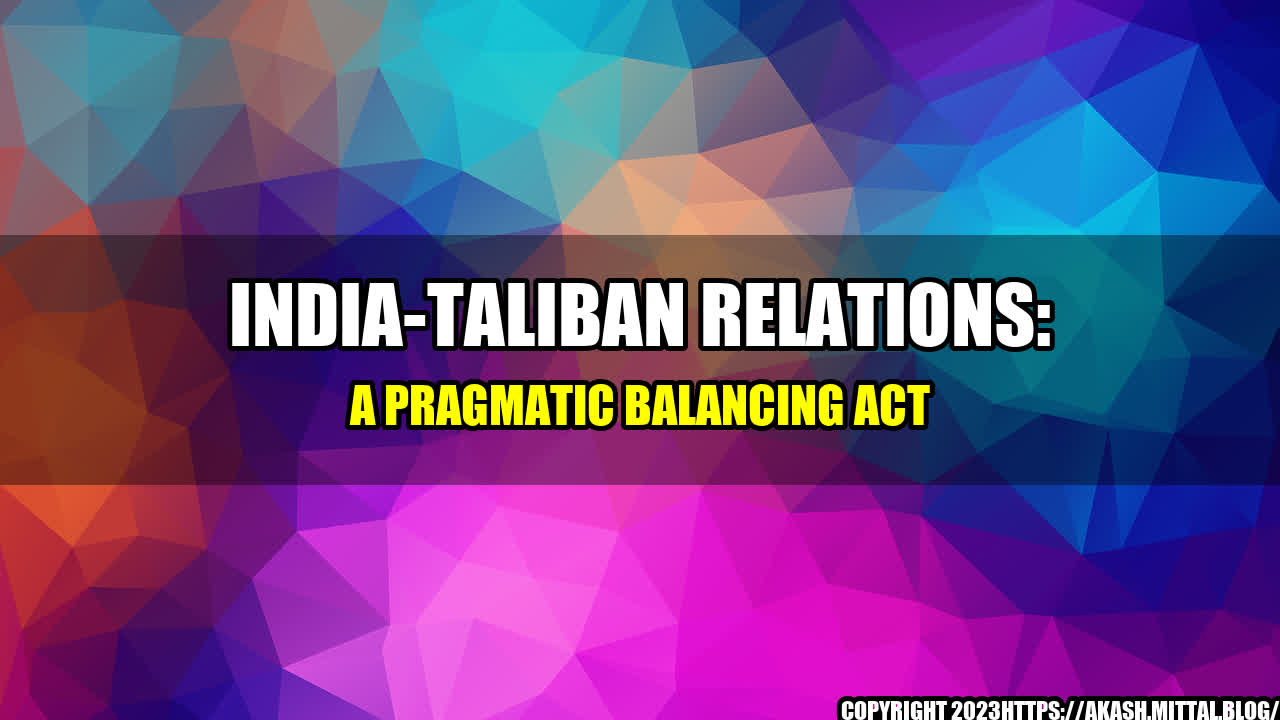 INDIA-TALIBAN RELATIONS:
A PRAGMATIC BALANCING ACT
COPYRIGHT 2023HTTPS://AKASH.MITTAL.BLOG/